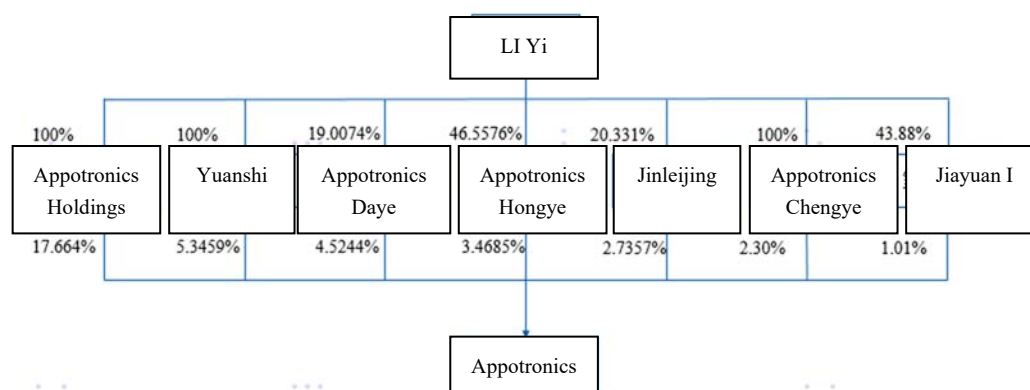 LI Yi
100% 100% 19.0074% 46.5576% 20.331% 100% 43.88%
Appotronics Holdings
Yuanshi
Appotronics Daye
Appotronics Hongye
Jinleijing
Appotronics Chengye
Jiayuan I
17.664% 5.3459% 4.5244% 3.4685% 2.7357% 2.30% 1.01%
Appotronics